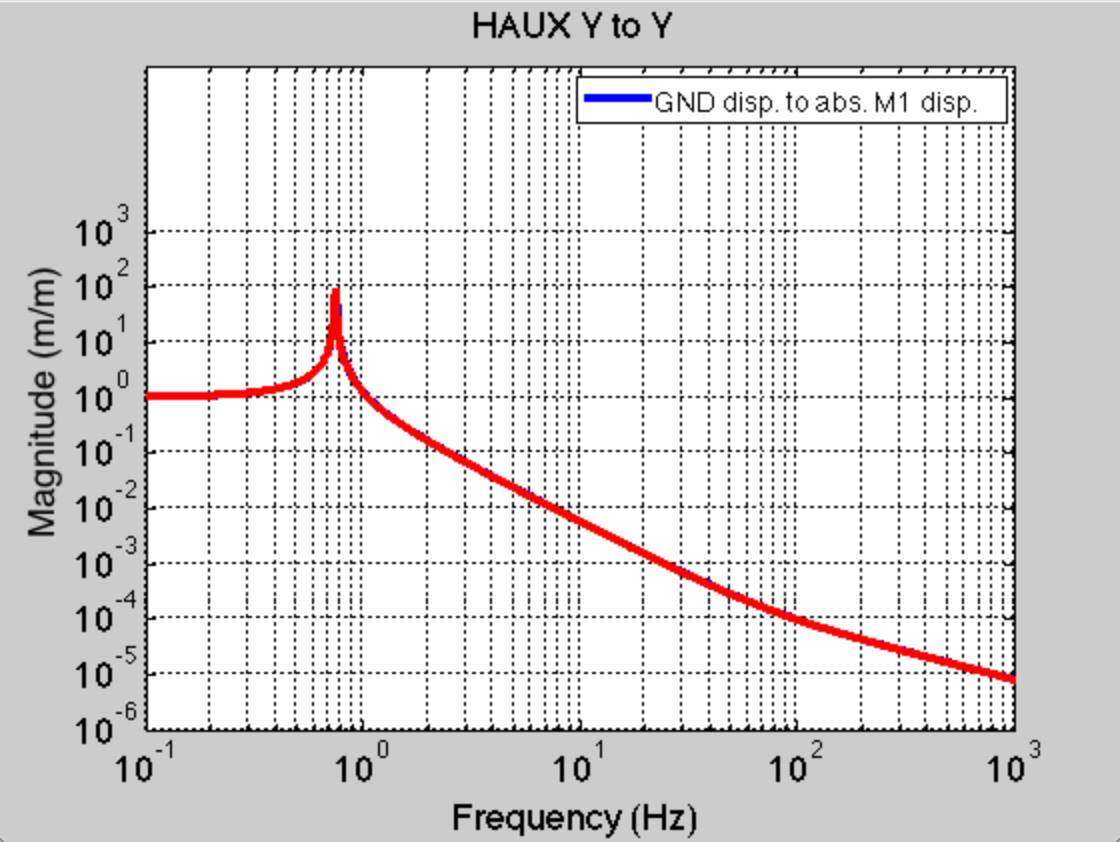 HAUX Y to Y
GND disp. to abs. M1 disp.
Magnitude (m/m)
10^3
10^2
10^1
10^0
10^-1
10^-2
10^-3
10^-4
10^-5
10^-6
10^-1 10^0 10^1 10^2 10^3
Frequency (Hz)